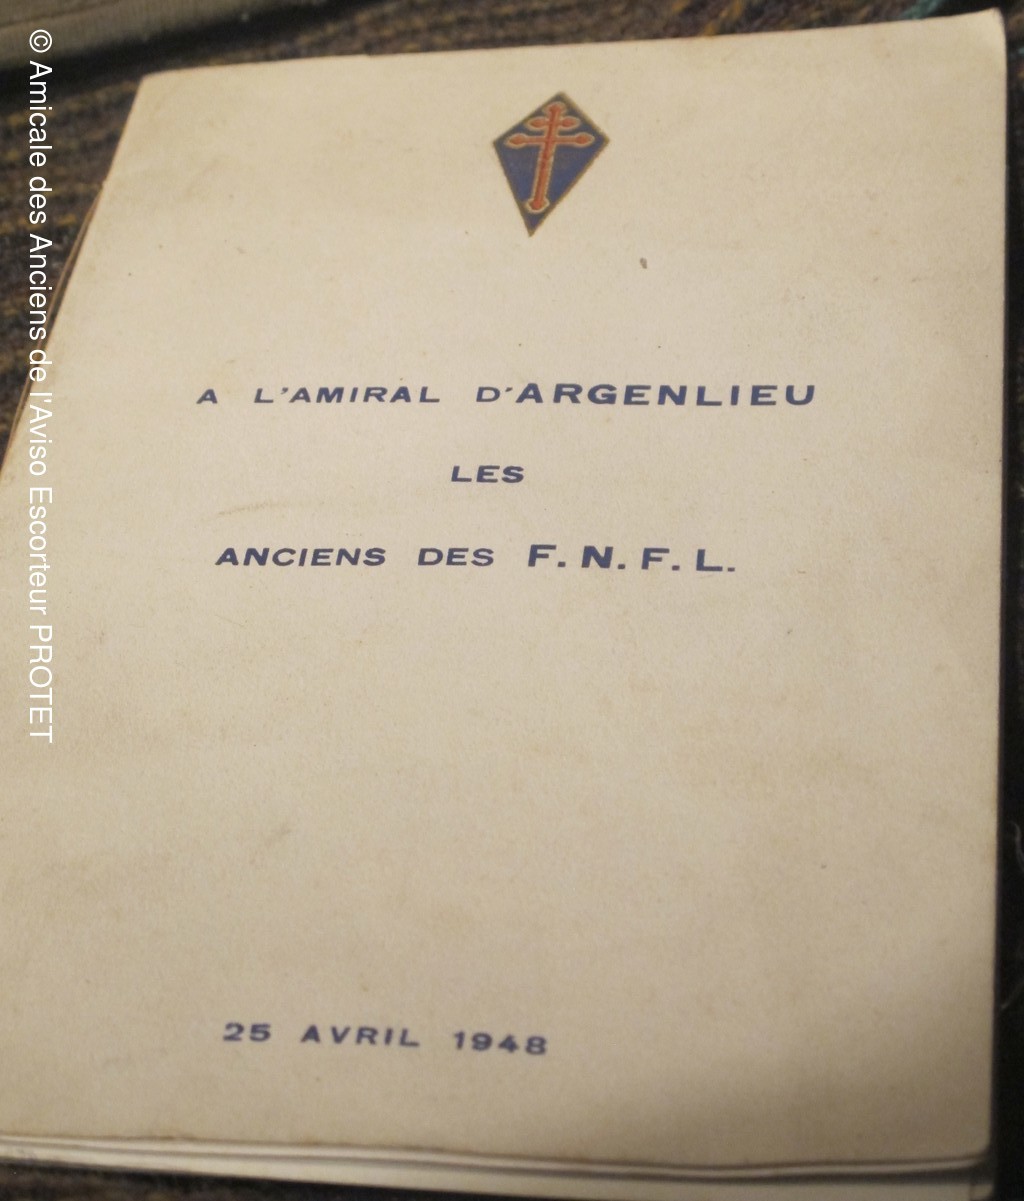 A L'AMIRAL D'ARGENLIEU
LES
ANCIENS DES F.N.F.L.
25 AVRIL 1948
© Amicale des Anciens de l'Aviso Escorteur PROTET